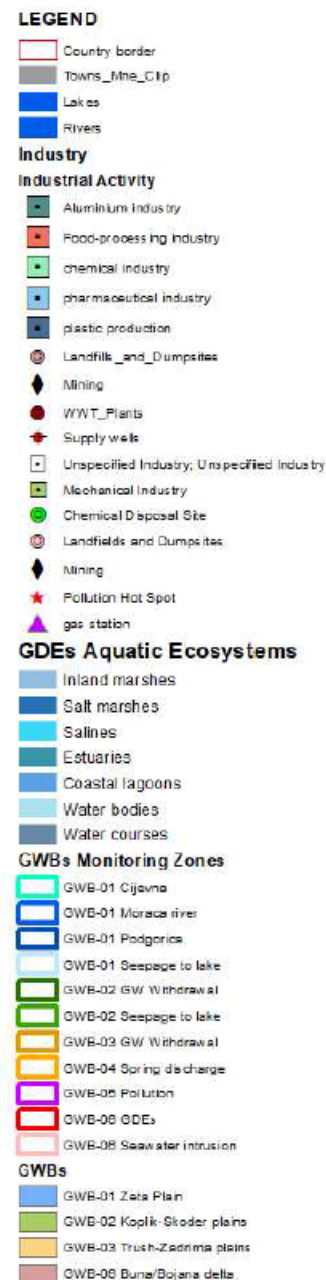 LEGEND
Country border
Towns_Mne_Clip
Lakes
Rivers
Industry
Industrial Activity
Aluminium industry
Food-processing industry
chemical industry
pharmaceutical industry
plastic production
Landfills_and_Dumpsites
Mining
WWT_Plants
Supply wells
Unspecified Industry; Unspecified Industry
Mechanical Industry
Chemical Disposal Site
Landfields and Dumpsites
Mining
Pollution Hot Spot
gas station
GDEs Aquatic Ecosystems
Inland marshes
Salt marshes
Salines
Estuaries
Coastal lagoons
Water bodies
Water courses
GWBs Monitoring Zones
GWB-01 Cijevna
GWB-01 Moraca river
GWB-01 Podgorica
GWB-01 Seepage to lake
GWB-02 GW Withdrawal
GWB-02 Seepage to lake
GWB-03 GW Withdrawal
GWB-04 Spring discharge
GWB-05 Pollution
GWB-06 GDEs
GWB-06 Seawater intrusion
GWBs
GWB-01 Zeta Plain
GWB-02 Koplik-Skoder plains
GWB-03 Trush-Zadrima plains
GWB-06 Buna/Bojana delta